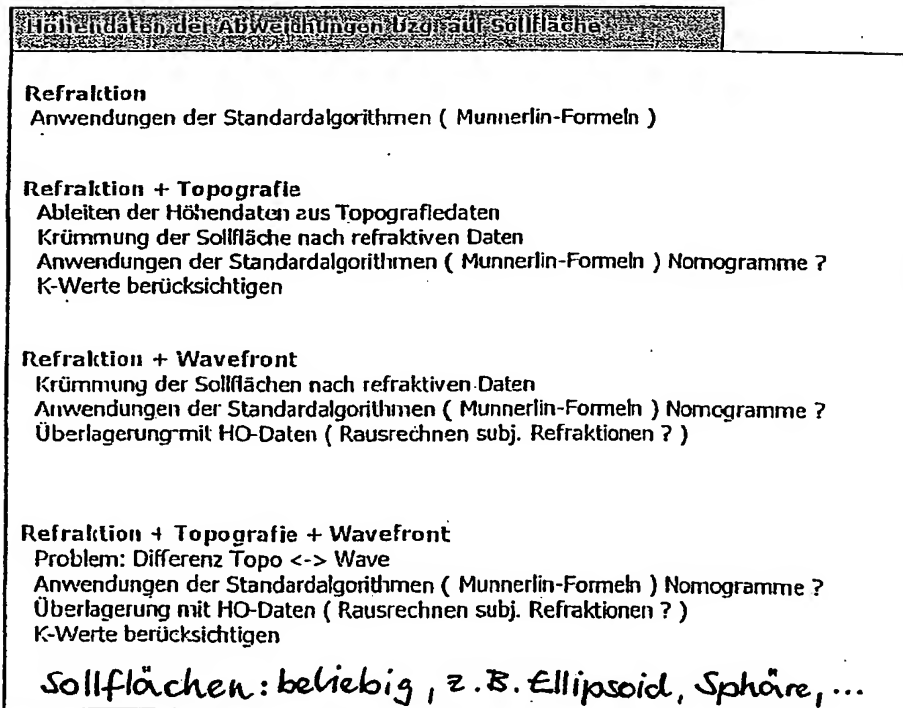 Höhendaten der Abweichungen bzgl. auf Sollfläche
Refraktion
Anwendungen der Standardalgorithmen ( Munnerlin-Formeln )
Refraktion + Topografie
Ableiten der Höhendaten aus Topografiedaten
Krümmung der Sollfläche nach refraktiven Daten
Anwendungen der Standardalgorithmen ( Munnerlin-Formeln ) Nomogramme ?
K-Werte berücksichtigen
Refraktion + Wavefront
Krümmung der Sollflächen nach refraktiven Daten
Anwendungen der Standardalgorithmen ( Munnerlin-Formeln ) Nomogramme ?
Überlagerung mit HO-Daten ( Rausrechnen subj. Refraktionen ? )
Refraktion + Topografie + Wavefront
Problem: Differenz Topo <-> Wave
Anwendungen der Standardalgorithmen ( Munnerlin-Formeln ) Nomogramme ?
Überlagerung mit HO-Daten ( Rausrechnen subj. Refraktionen ? )
K-Werte berücksichtigen
Sollflächen: beliebig, z.B. Ellipsoid, Sphäre, ...